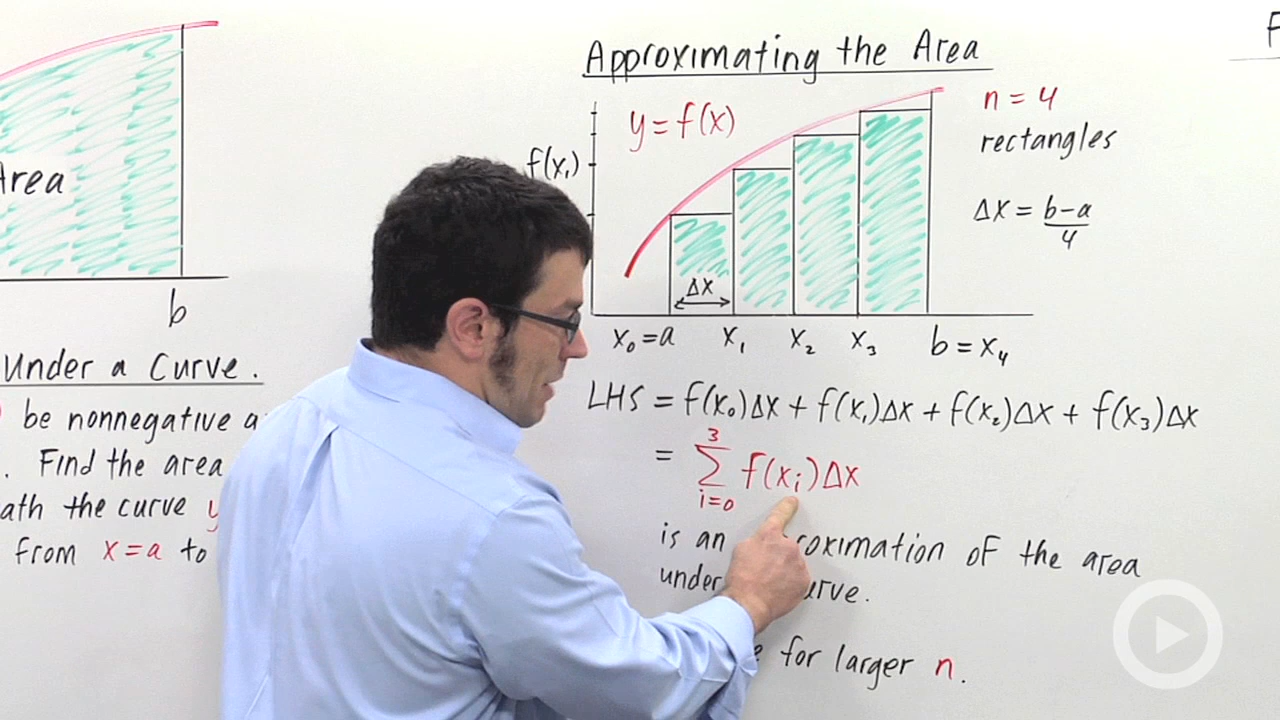 Area
b
Under a Curve.
be nonnegative a
. Find the area
ath the curve y
from x=a to
Approximating the Area
y=f(x)
f(x₁)
n=4
rectangles
Δx = b-a
4
Δx
x₀=a x₁ x₂ x₃ b=x₄
LHS = f(x₀)Δx + f(x₁)Δx + f(x₂)Δx + f(x₃)Δx
3
= Σ f(xᵢ)Δx
i=0
is an roximation of the area
under urve.
for larger n.
F